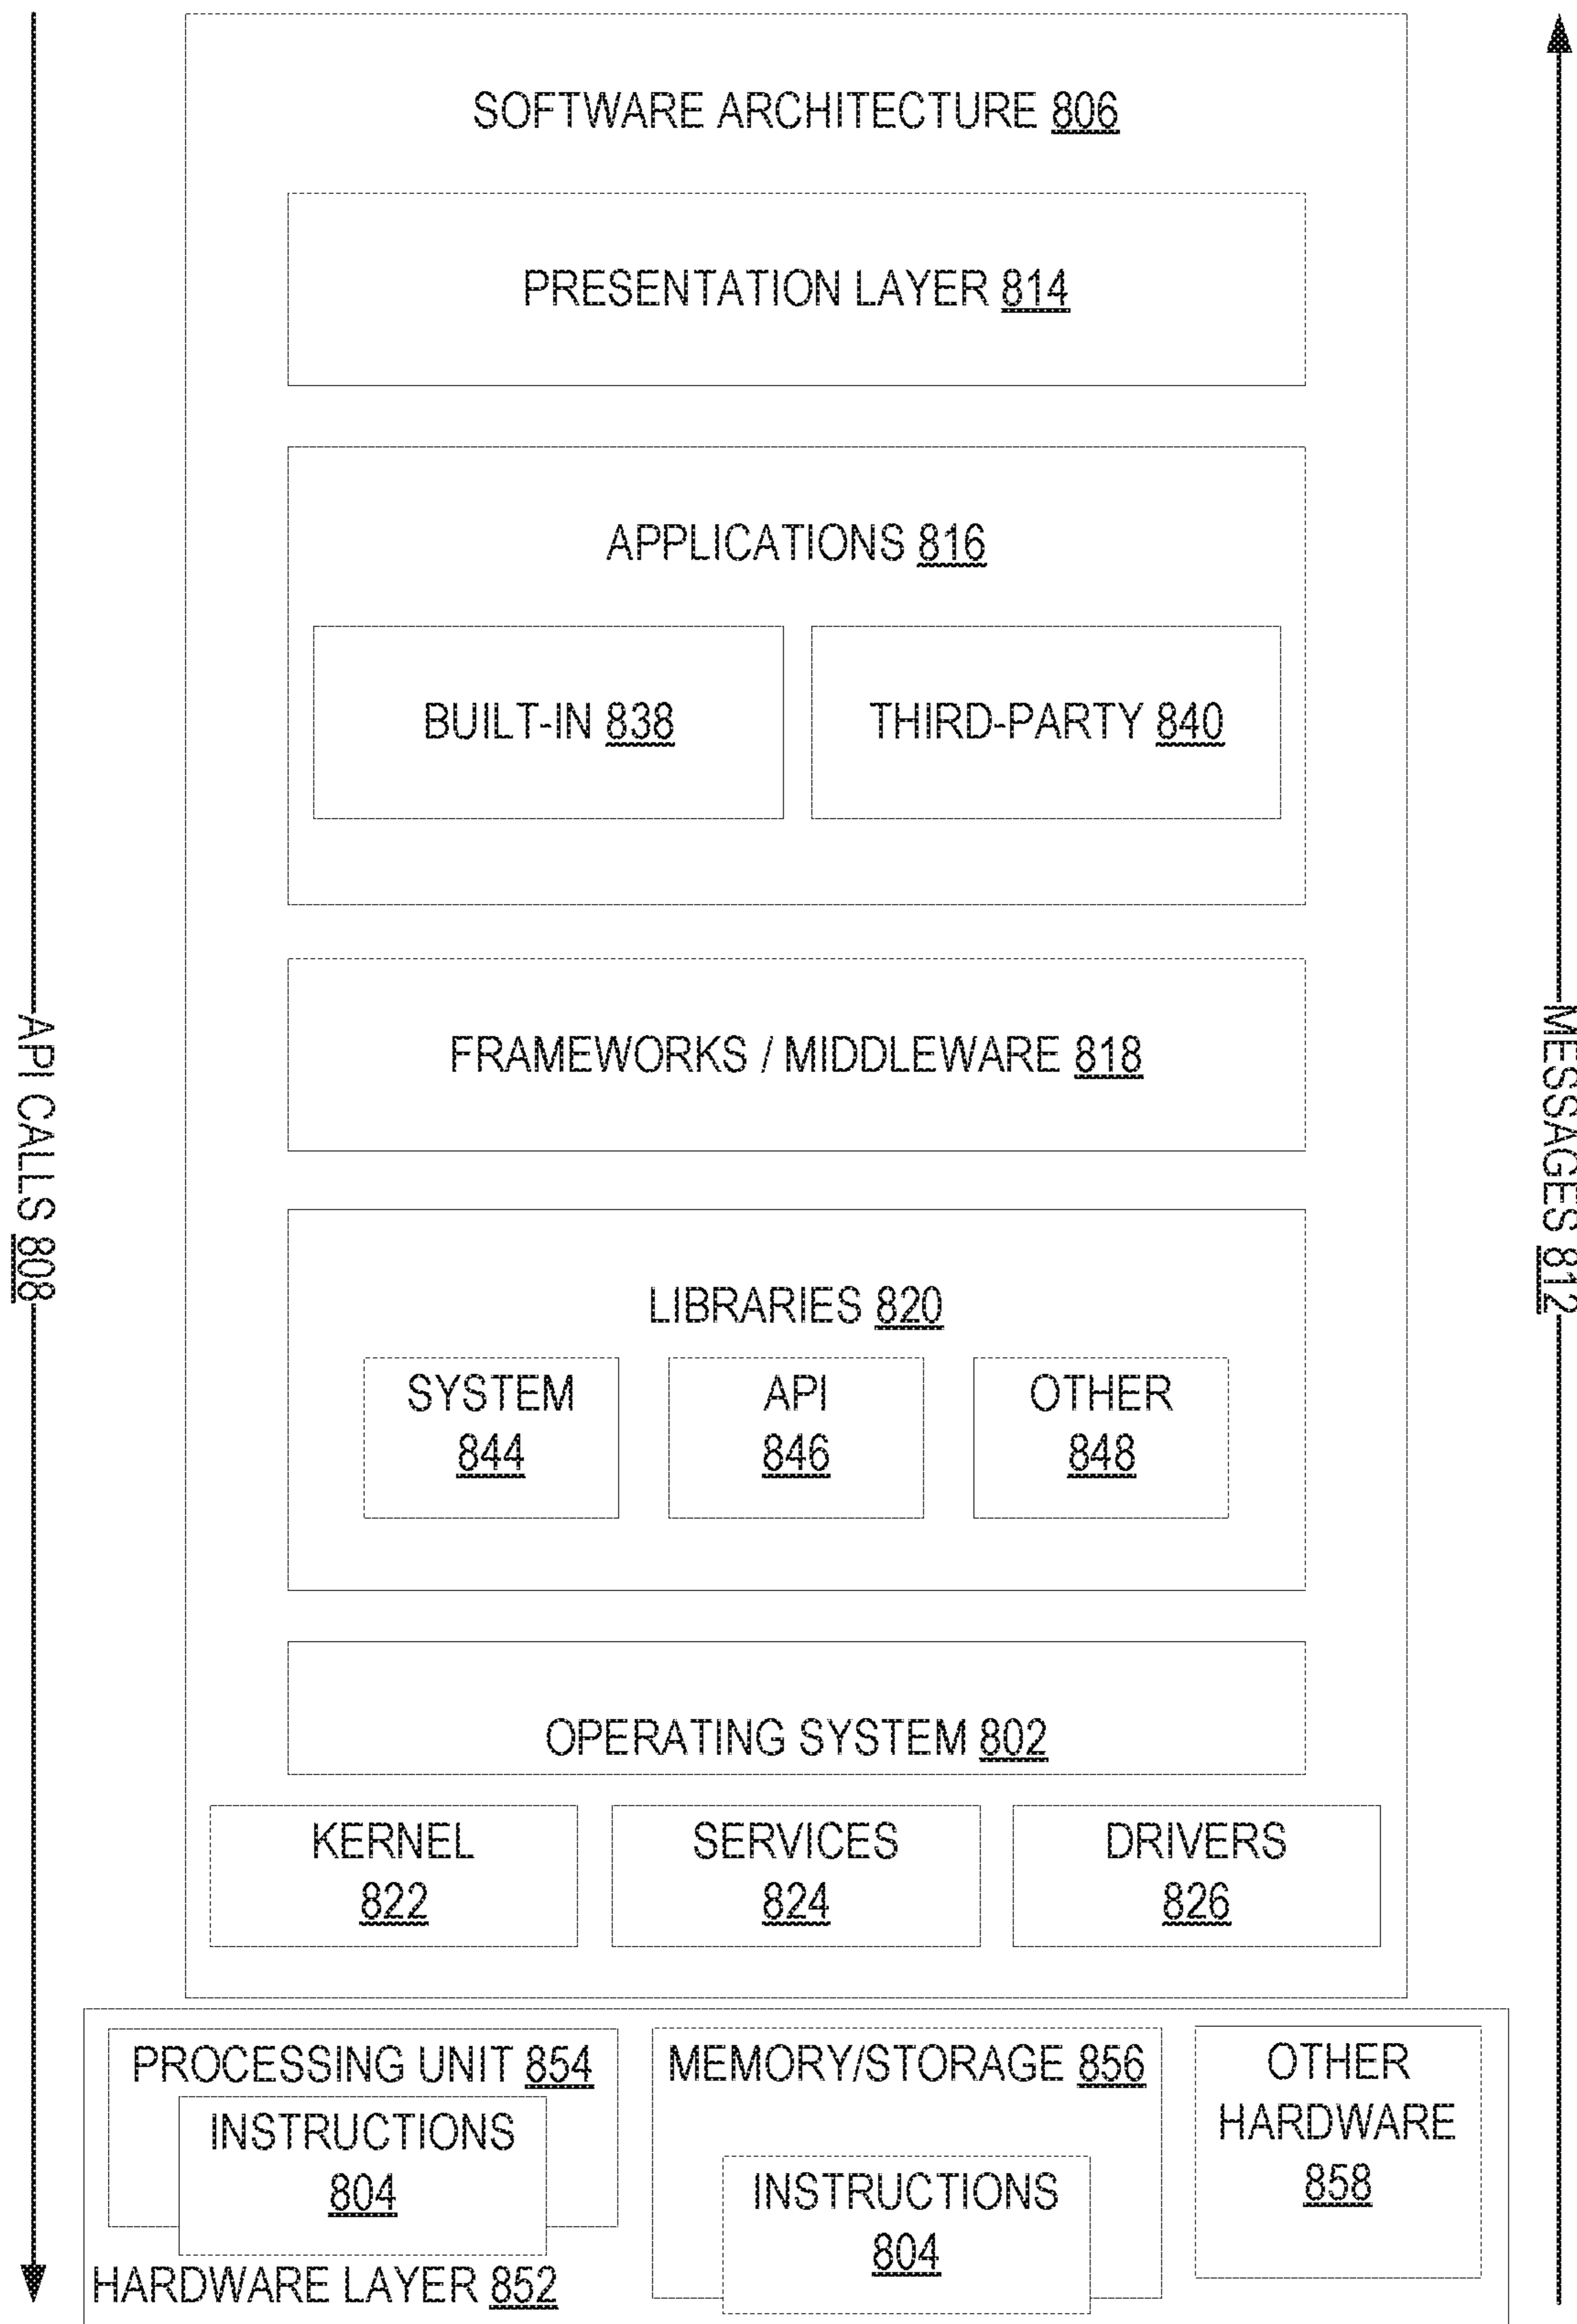 SOFTWARE ARCHITECTURE 806
PRESENTATION LAYER 814
APPLICATIONS 816
BUILT-IN 838
THIRD-PARTY 840
FRAMEWORKS / MIDDLEWARE 818
API CALLS 808
MESSAGES 812
LIBRARIES 820
SYSTEM
844
API
846
OTHER
848
OPERATING SYSTEM 802
KERNEL
822
SERVICES
824
DRIVERS
826
PROCESSING UNIT 854
INSTRUCTIONS
804
MEMORY/STORAGE 856
INSTRUCTIONS
804
OTHER
HARDWARE
858
HARDWARE LAYER 852